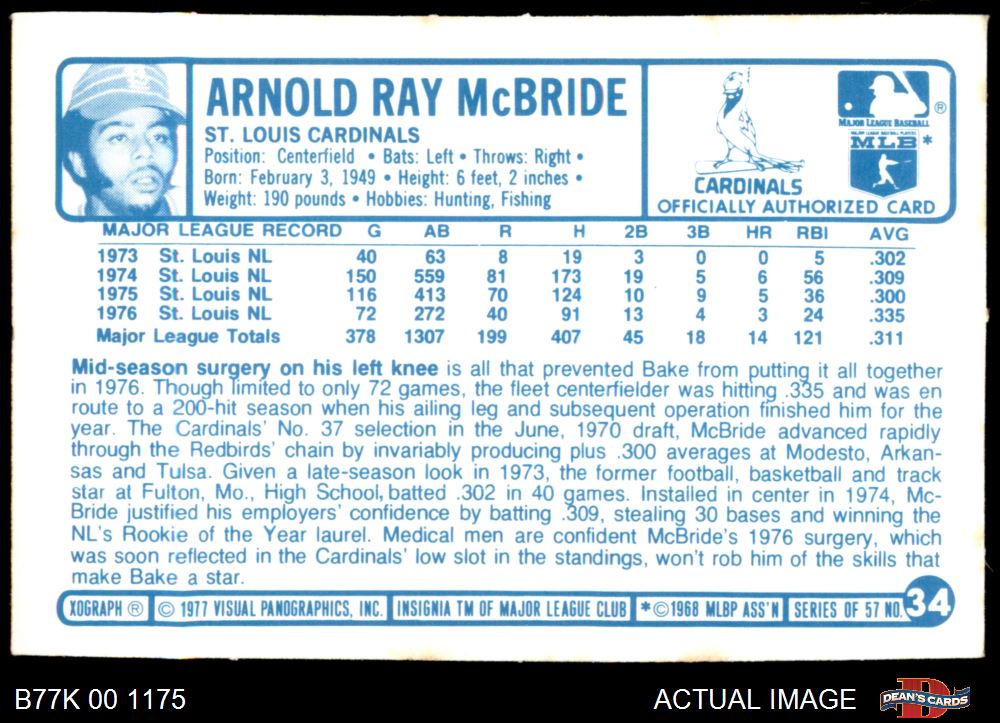 ARNOLD RAY McBRIDE
ST. LOUIS CARDINALS
Position: Centerfield • Bats: Left • Throws: Right •
Born: February 3, 1949 • Height: 6 feet, 2 inches •
Weight: 190 pounds • Hobbies: Hunting, Fishing
CARDINALS
MAJOR LEAGUE BASEBALL ®
MAJOR LEAGUE BASEBALL PLAYERS
MLB *
OFFICIALLY AUTHORIZED CARD
MAJOR LEAGUE RECORD G AB R H 2B 3B HR RBI AVG
1973 St. Louis NL 40 63 8 19 3 0 0 5 .302
1974 St. Louis NL 150 559 81 173 19 5 6 56 .309
1975 St. Louis NL 116 413 70 124 10 9 5 36 .300
1976 St. Louis NL 72 272 40 91 13 4 3 24 .335
Major League Totals 378 1307 199 407 45 18 14 121 .311
Mid-season surgery on his left knee is all that prevented Bake from putting it all together
in 1976. Though limited to only 72 games, the fleet centerfielder was hitting .335 and was en
route to a 200-hit season when his ailing leg and subsequent operation finished him for the
year. The Cardinals' No. 37 selection in the June, 1970 draft, McBride advanced rapidly
through the Redbirds' chain by invariably producing plus .300 averages at Modesto, Arkan-
sas and Tulsa. Given a late-season look in 1973, the former football, basketball and track
star at Fulton, Mo., High School, batted .302 in 40 games. Installed in center in 1974, Mc-
Bride justified his employers' confidence by batting .309, stealing 30 bases and winning the
NL's Rookie of the Year laurel. Medical men are confident McBride's 1976 surgery, which
was soon reflected in the Cardinals' low slot in the standings, won't rob him of the skills that
make Bake a star.
XOGRAPH ® © 1977 VISUAL PANOGRAPHICS, INC. INSIGNIA TM OF MAJOR LEAGUE CLUB *©1968 MLBP ASS'N SERIES OF 57 NO. 34
B77K 00 1175 ACTUAL IMAGE DEAN'S CARDS